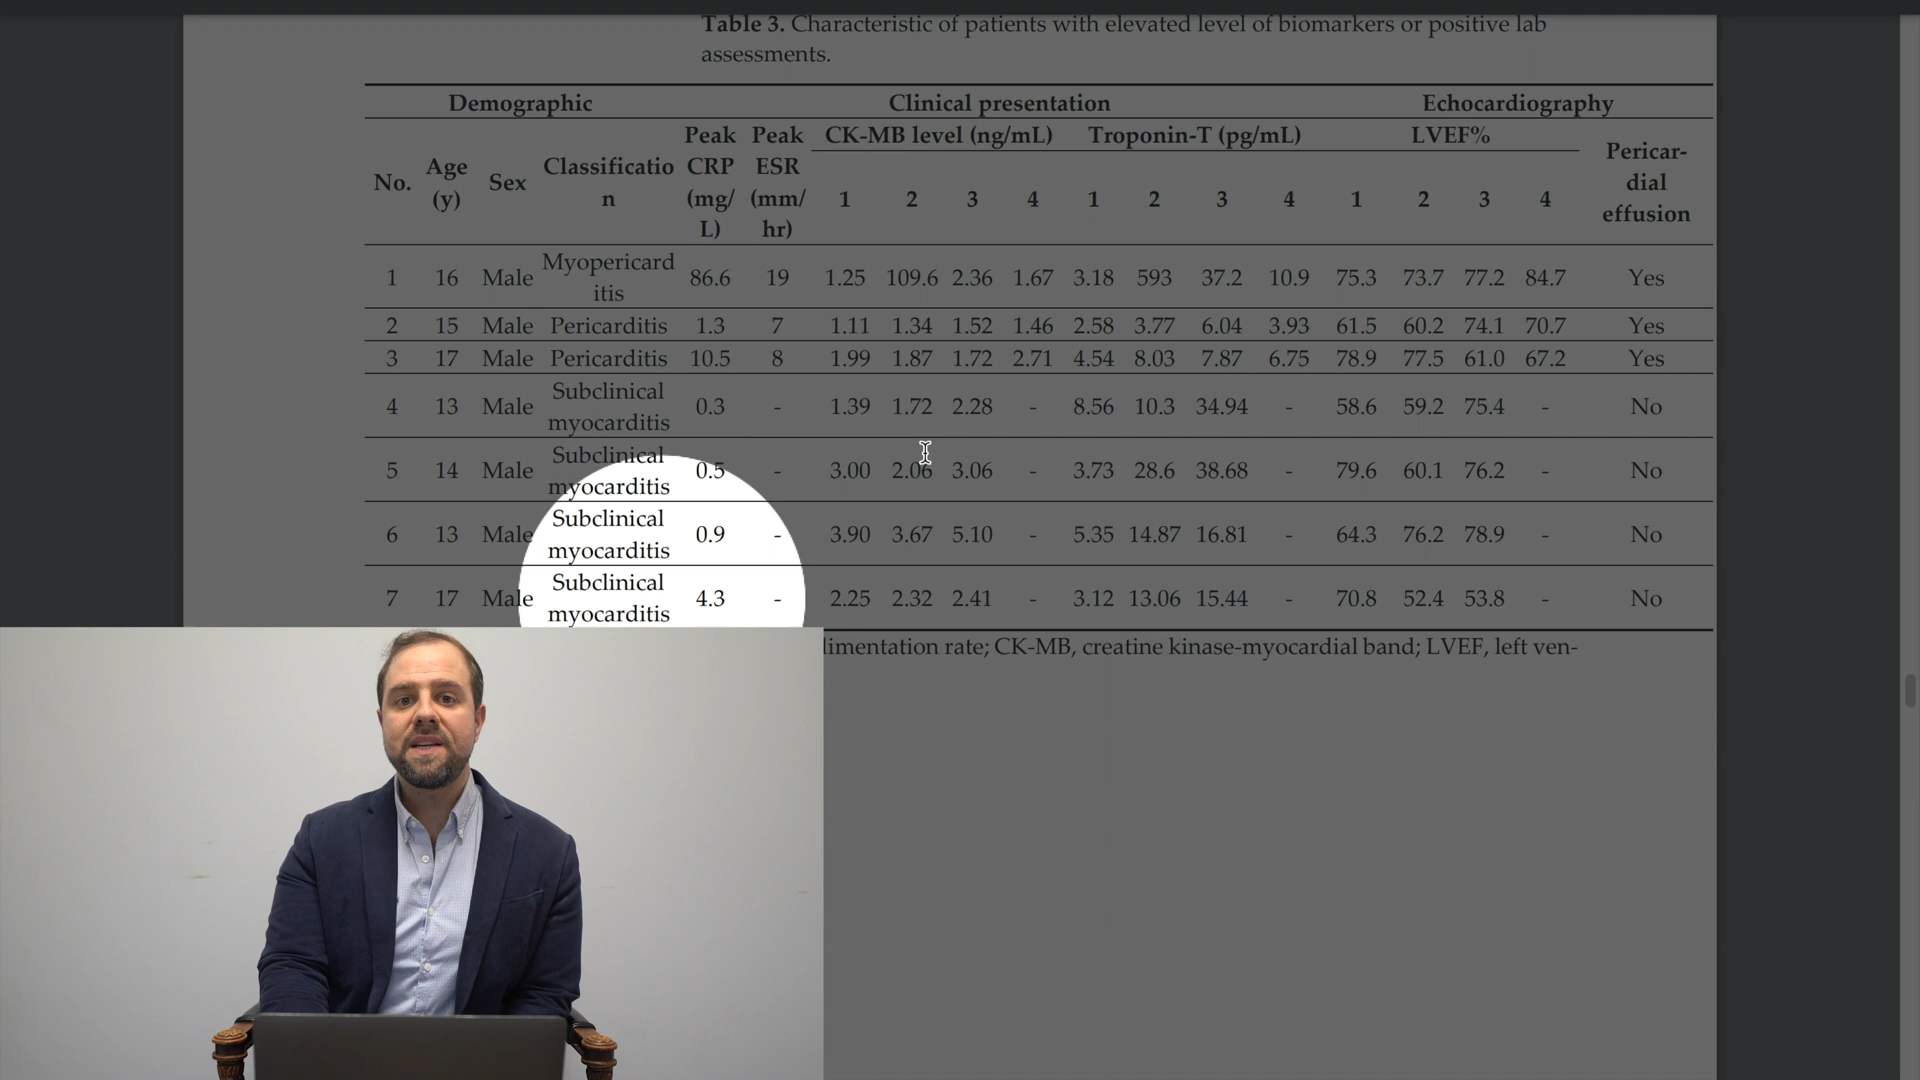 Table 3. Characteristic of patients with elevated level of biomarkers or positive lab
assessments.
Demographic Clinical presentation Echocardiography
No. Age (y) Sex Classificatio n Peak CRP (mg/ L) Peak ESR (mm/ hr) CK-MB level (ng/mL) Troponin-T (pg/mL) LVEF% Pericar- dial effusion
1 2 3 4 1 2 3 4 1 2 3 4
1 16 Male Myopericard itis 86.6 19 1.25 109.6 2.36 1.67 3.18 593 37.2 10.9 75.3 73.7 77.2 84.7 Yes
2 15 Male Pericarditis 1.3 7 1.11 1.34 1.52 1.46 2.58 3.77 6.04 3.93 61.5 60.2 74.1 70.7 Yes
3 17 Male Pericarditis 10.5 8 1.99 1.87 1.72 2.71 4.54 8.03 7.87 6.75 78.9 77.5 61.0 67.2 Yes
4 13 Male Subclinical myocarditis 0.3 - 1.39 1.72 2.28 - 8.56 10.3 34.94 - 58.6 59.2 75.4 - No
5 14 Male Subclinical myocarditis 0.5 - 3.00 2.06 3.06 - 3.73 28.6 38.68 - 79.6 60.1 76.2 - No
6 13 Male Subclinical myocarditis 0.9 - 3.90 3.67 5.10 - 5.35 14.87 16.81 - 64.3 76.2 78.9 - No
7 17 Male Subclinical myocarditis 4.3 - 2.25 2.32 2.41 - 3.12 13.06 15.44 - 70.8 52.4 53.8 - No
limentation rate; CK-MB, creatine kinase-myocardial band; LVEF, left ven-